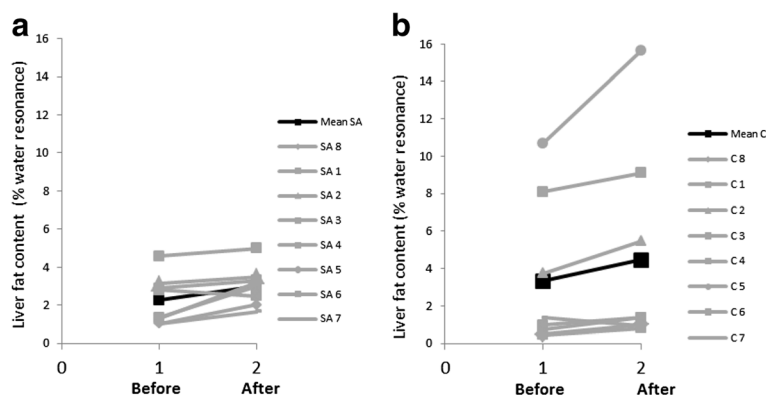 a
Liver fat content (% water resonance)
16
14
12
10
8
6
4
2
0
0
1
2
Before
After
Mean SA
SA 8
SA 1
SA 2
SA 3
SA 4
SA 5
SA 6
SA 7
b
Liver fat content (% water resonance)
16
14
12
10
8
6
4
2
0
0
1
2
Before
After
Mean C
C 8
C 1
C 2
C 3
C 4
C 5
C 6
C 7